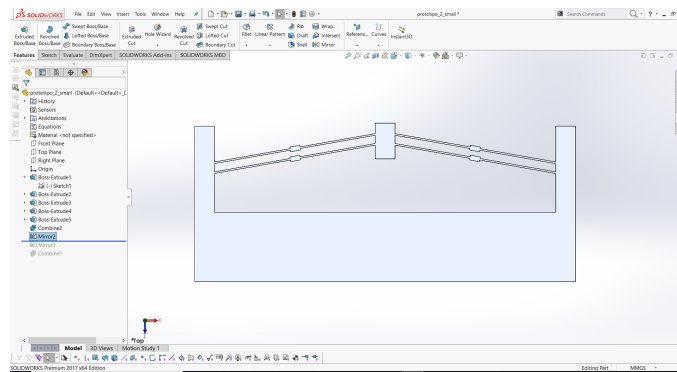 SOLIDWORKS File Edit View Insert Tools Window Help prototipo_2_small * Search Commands
Extruded Boss/Base
Revolved Boss/Base
Swept Boss/Base
Lofted Boss/Base
Boundary Boss/Base
Extruded Cut
Hole Wizard
Revolved Cut
Swept Cut
Lofted Cut
Boundary Cut
Fillet
Linear Pattern
Rib
Draft
Shell
Wrap
Intersect
Mirror
Referenc...
Curves
Instant3D
Features Sketch Evaluate DimXpert SOLIDWORKS Add-Ins SOLIDWORKS MBD
prototipo_2_small (Default<<Default>_D
History
Sensors
Annotations
Equations
Material <not specified>
Front Plane
Top Plane
Right Plane
Origin
Boss-Extrude1
(-) Sketch1
Boss-Extrude2
Boss-Extrude3
Boss-Extrude4
Boss-Extrude5
Combine2
Mirror2
Mirror1
Combine1
X
*Top
Model 3D Views Motion Study 1
SOLIDWORKS Premium 2017 x64 Edition Editing Part MMGS